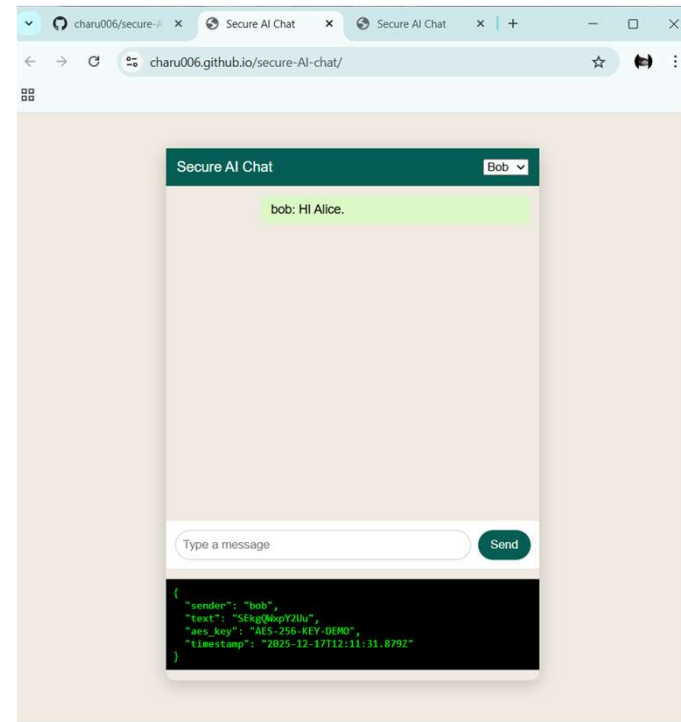 charu006/secure-A
Secure AI Chat
Secure AI Chat
charu006.github.io/secure-AI-chat/
Secure AI Chat
Bob
bob: HI Alice.
Type a message
Send
{
"sender": "bob",
"text": "SEkgQWxpY2Uu",
"aes_key": "AES-256-KEY-DEMO",
"timestamp": "2025-12-17T12:11:31.879Z"
}